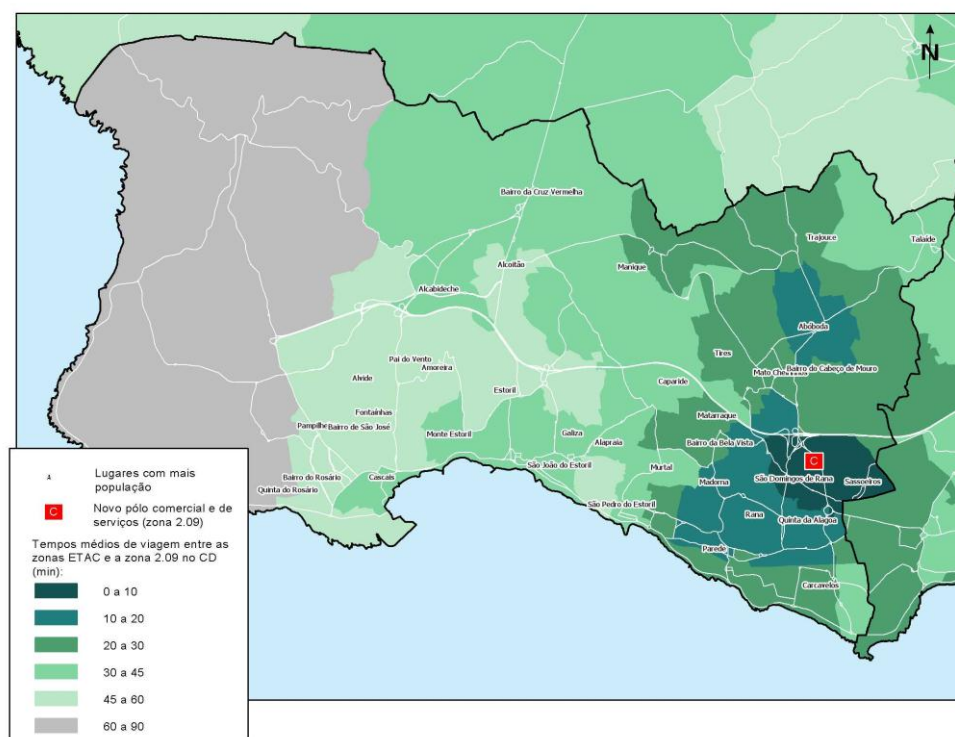 N
Bairro da Cruz Vermelha
Trajouce
Talaíde
Alcoitão
Manique
Alcabideche
Abóboda
Pai do Vento
Amoreira
Tires
Bairro do Cabeço de Mouro
Alvide
Estoril
Caparide
Fontaínhas
Matarraque
Bairro de São José
Monte Estoril
Galiza
Alapraia
Bairro da Bela Vista
C
São João do Estoril
Murtal
Bairro do Rosário
Cascais
Madorna
São Domingos de Rana
Sassoeiros
Quinta do Rosário
São Pedro do Estoril
Rana
Quinta da Alagoa
Parede
Carcavelos
A
Lugares com mais
população
C
Novo pólo comercial e de
serviços (zona 2.09)
Tempos médios de viagem entre as
zonas ETAC e a zona 2.09 no CD
(min):
0 a 10
10 a 20
20 a 30
30 a 45
45 a 60
60 a 90